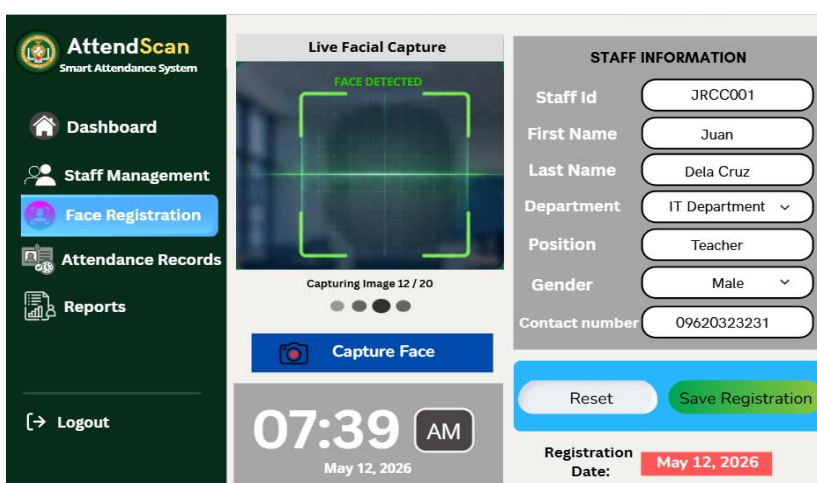 AttendScan
Smart Attendance System
Dashboard
Staff Management
Face Registration
Attendance Records
Reports
Logout
Live Facial Capture
FACE DETECTED
Capturing Image 12 / 20
Capture Face
07:39 AM
May 12, 2026
STAFF INFORMATION
Staff Id JRCC001
First Name Juan
Last Name Dela Cruz
Department IT Department
Position Teacher
Gender Male
Contact number 09620323231
Reset Save Registration
Registration
Date: May 12, 2026